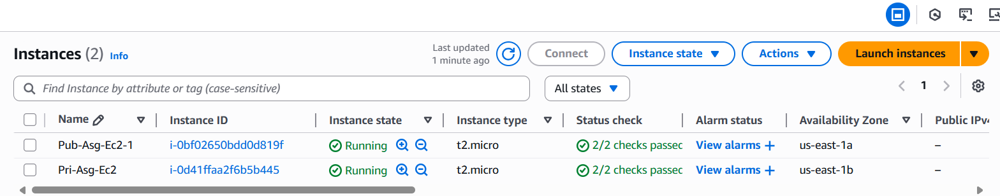 Instances (2) Info
Last updated
1 minute ago
Connect
Instance state
Actions
Launch instances
Find Instance by attribute or tag (case-sensitive)
All states
1
Name Instance ID Instance state Instance type Status check Alarm status Availability Zone Public IPv4
Pub-Asg-Ec2-1 i-0bf02650bdd0d819f Running t2.micro 2/2 checks passed View alarms + us-east-1a –
Pri-Asg-Ec2 i-0d41ffaa2f6b5b445 Running t2.micro 2/2 checks passed View alarms + us-east-1b –